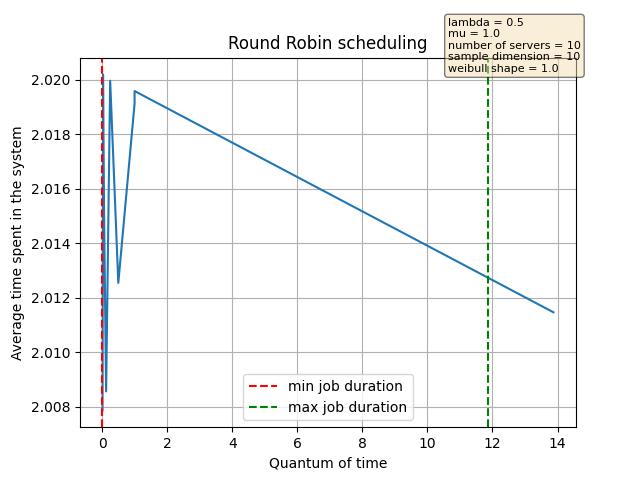 lambda = 0.5
mu = 1.0
number of servers = 10
sample dimension = 10
weibull shape = 1.0
Round Robin scheduling
Average time spent in the system
2.020
2.018
2.016
2.014
2.012
2.010
2.008
min job duration
max job duration
0 2 4 6 8 10 12 14
Quantum of time